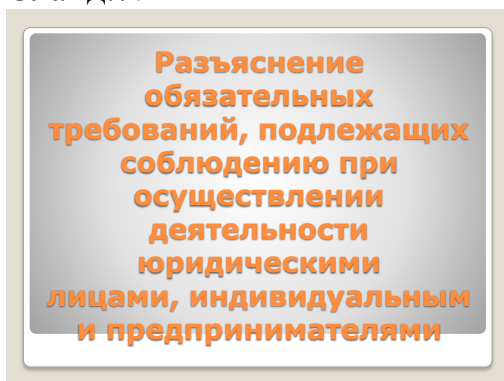 Разъяснение
обязательных
требований, подлежащих
соблюдению при
осуществлении
деятельности
юридическими
лицами, индивидуальным
и предпринимателями